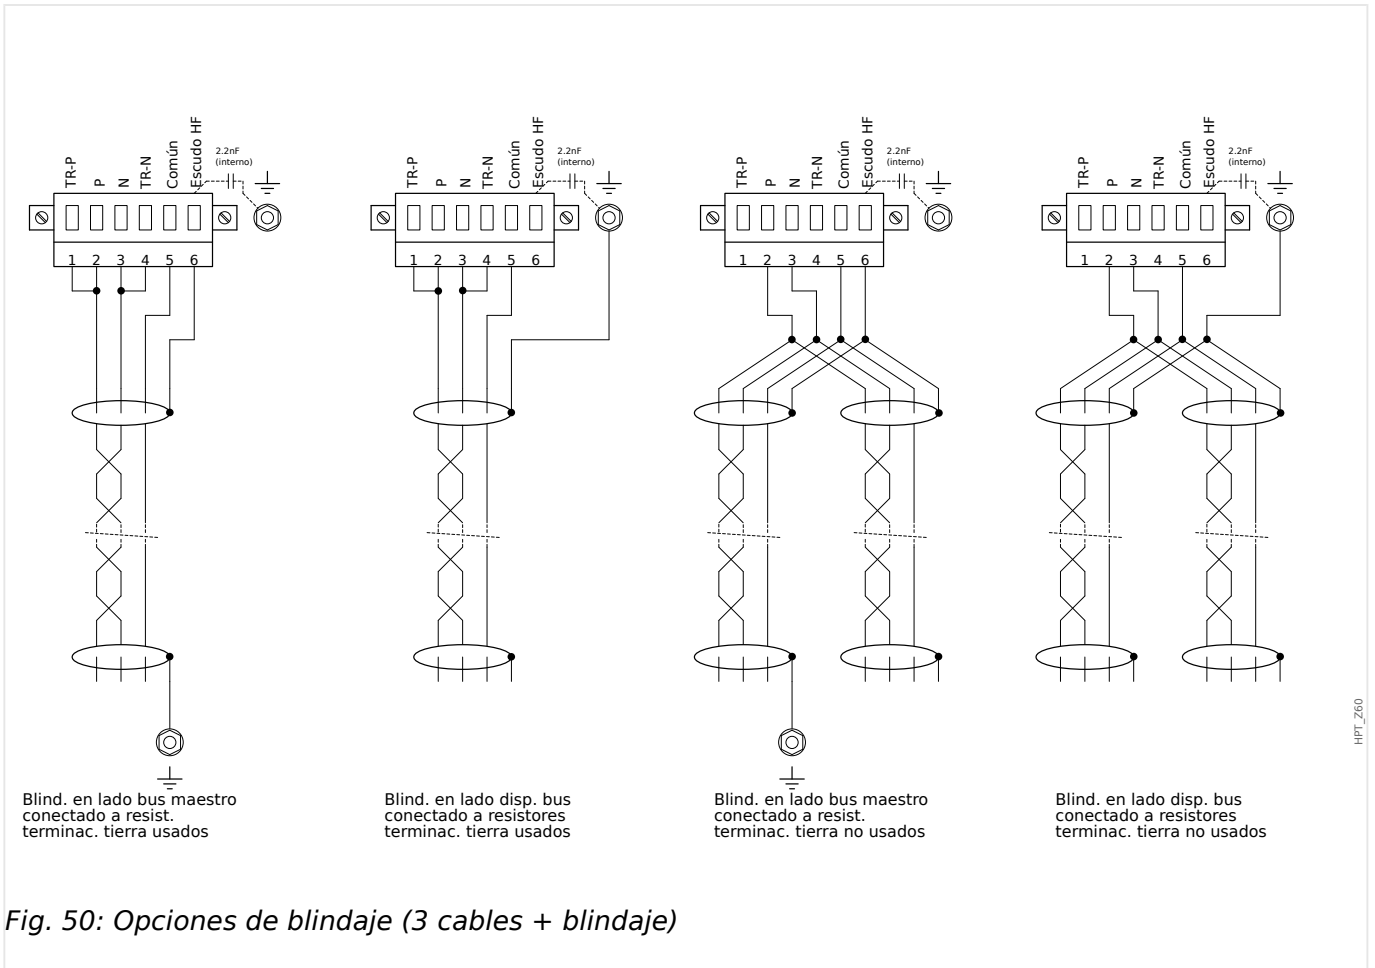 TR-P P N TR-N Común Escudo HF 2.2nF (interno)
1 2 3 4 5 6
TR-P P N TR-N Común Escudo HF 2.2nF (interno)
1 2 3 4 5 6
TR-P P N TR-N Común Escudo HF 2.2nF (interno)
1 2 3 4 5 6
TR-P P N TR-N Común Escudo HF 2.2nF (interno)
1 2 3 4 5 6
Blind. en lado bus maestro
conectado a resist.
terminac. tierra usados
Blind. en lado disp. bus
conectado a resistores
terminac. tierra usados
Blind. en lado bus maestro
conectado a resist.
terminac. tierra no usados
Blind. en lado disp. bus
conectado a resistores
terminac. tierra no usados
HPT_Z60
Fig. 50: Opciones de blindaje (3 cables + blindaje)